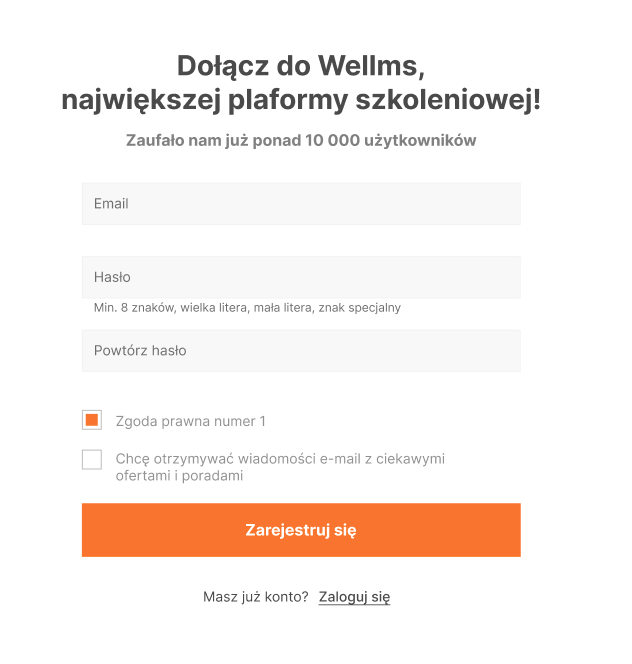 Dołącz do Wellms,
największej plaformy szkoleniowej!
Zaufało nam już ponad 10 000 użytkowników
Email
Hasło
Min. 8 znaków, wielka litera, mała litera, znak specjalny
Powtórz hasło
Zgoda prawna numer 1
Chcę otrzymywać wiadomości e-mail z ciekawymi
ofertami i poradami
Zarejestruj się
Masz już konto? Zaloguj się